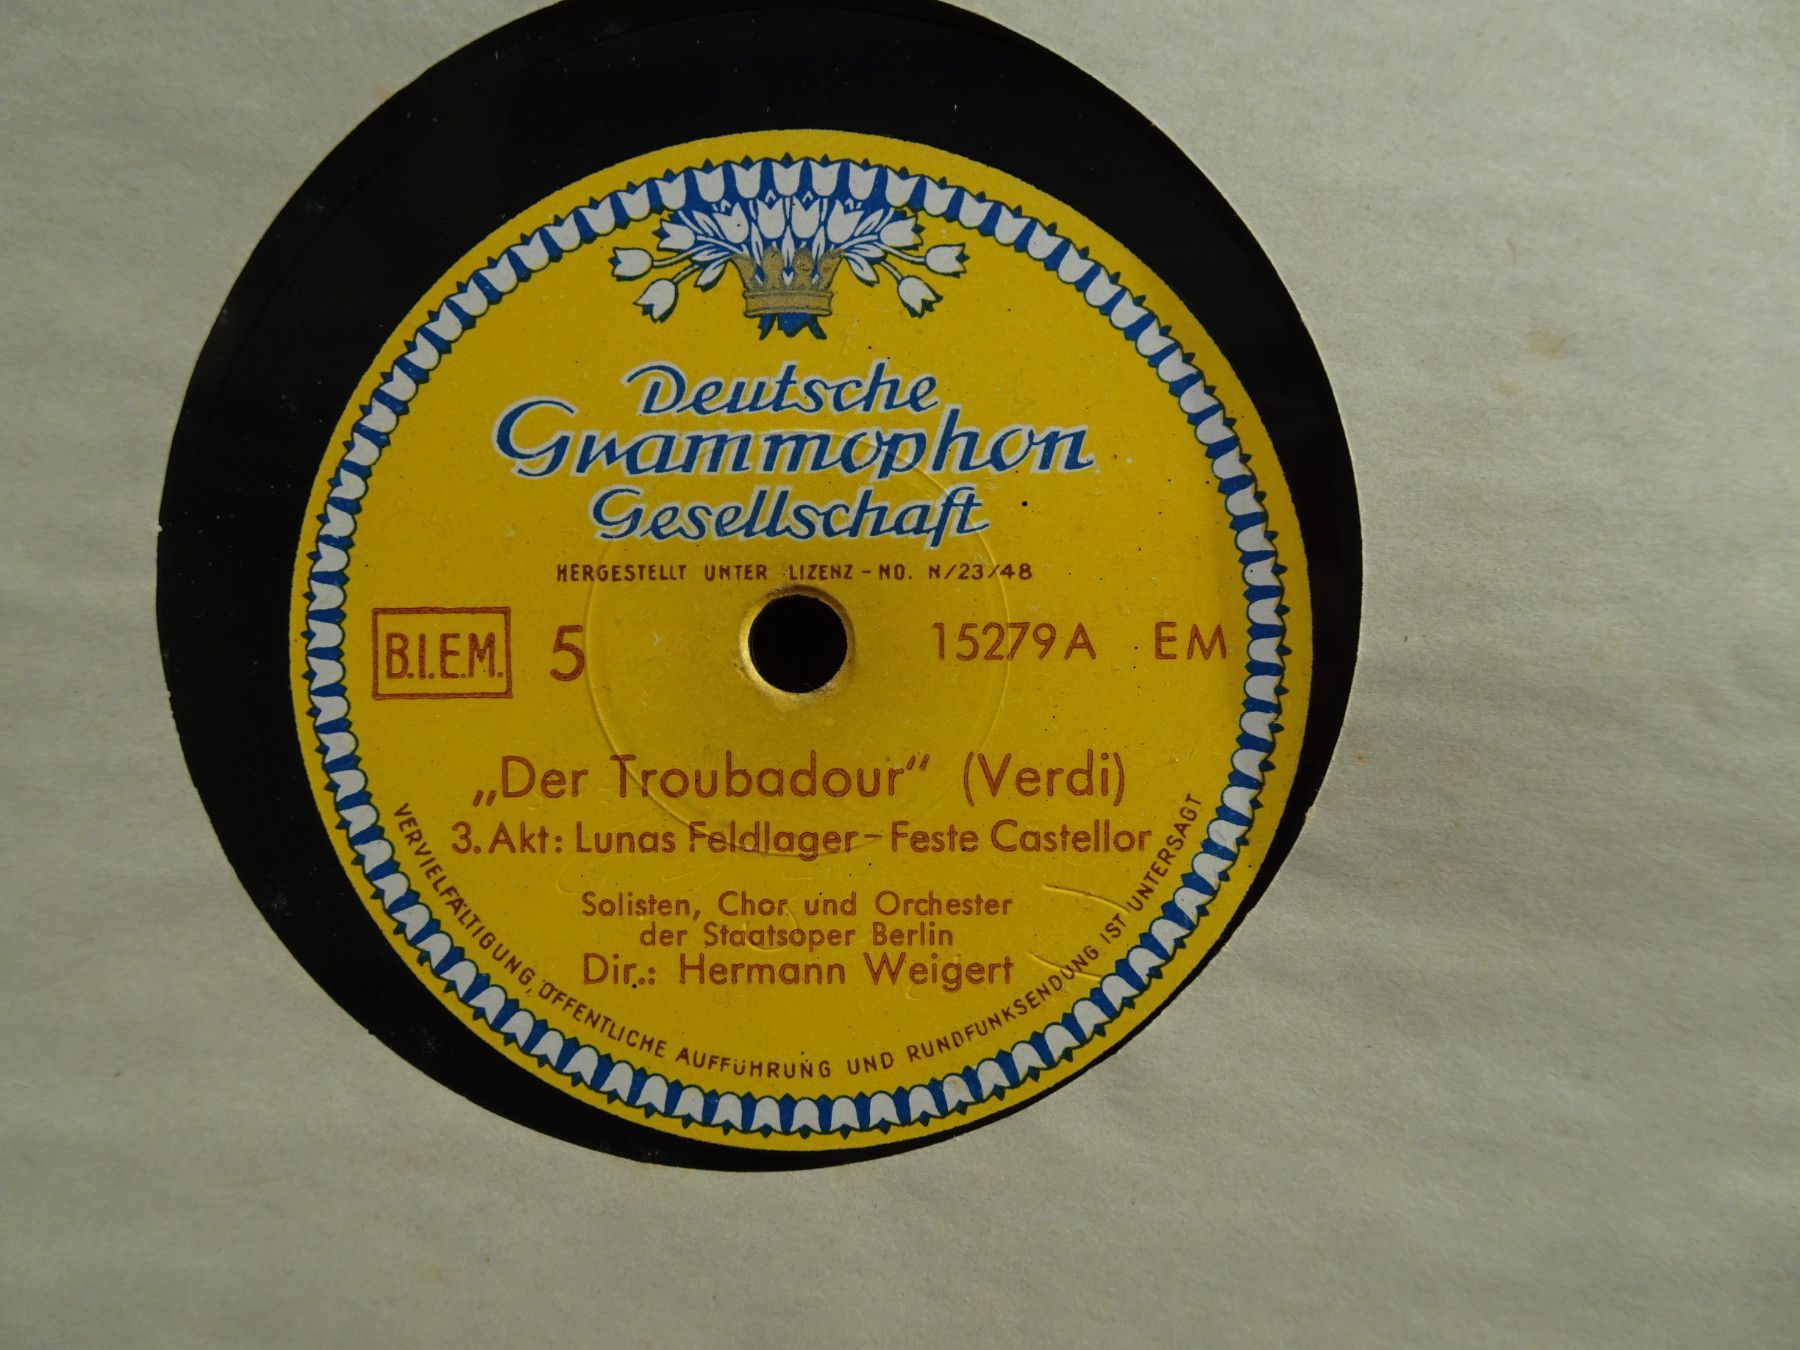 Deutsche
Grammophon
Gesellschaft
HERGESTELLT UNTER LIZENZ-NO. N/23/48
B.I.E.M. 5 15279 A EM
„Der Troubadour“ (Verdi)
3. Akt: Lunas Feldlager – Feste Castellor
Solisten, Chor und Orchester
der Staatsoper Berlin
Dir.: Hermann Weigert
VERVIELFÄLTIGUNG, ÖFFENTLICHE AUFFÜHRUNG UND RUNDFUNKSENDUNG IST UNTERSAGT